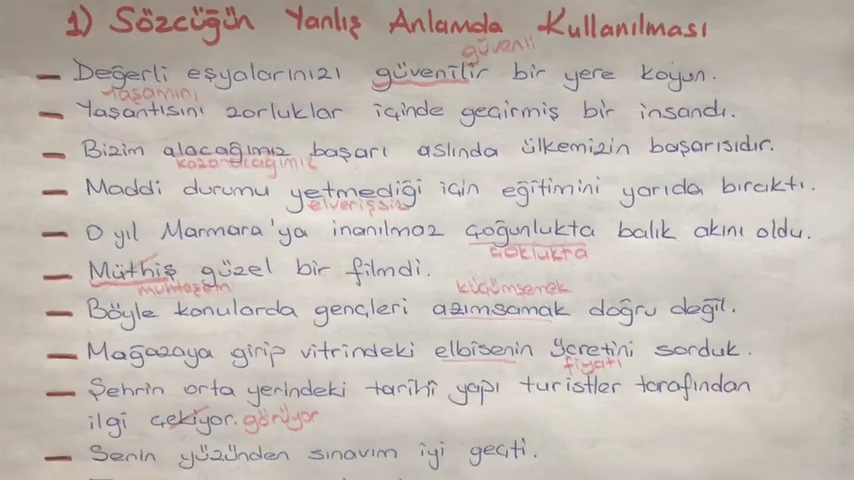 1) Sözcüğün Yanlış Anlamda Kullanılması
güvenli
Değerli eşyalarınızı güvenilir bir yere koyun.
Yaşamını
Yaşantısını zorluklar içinde geçirmiş bir insandı.
Bizim alacağımız başarı aslında ülkemizin başarısıdır.
kazanacağımız
Maddi durumu yetmediği için eğitimini yarıda bıraktı.
elverişsiz
O yıl Marmara'ya inanılmaz çoğunlukta balık akını oldu.
çoklukta
Müthiş güzel bir filmdi.
muhteşem
küçümsemek
Böyle konularda gençleri azımsamak doğru değil.
Mağazaya girip vitrindeki elbisenin ücretini sorduk.
fiyatı
Şehrin orta yerindeki tarihî yapı turistler tarafından
ilgi çekiyor. görüyor
Senin yüzünden sınavım iyi geçti.